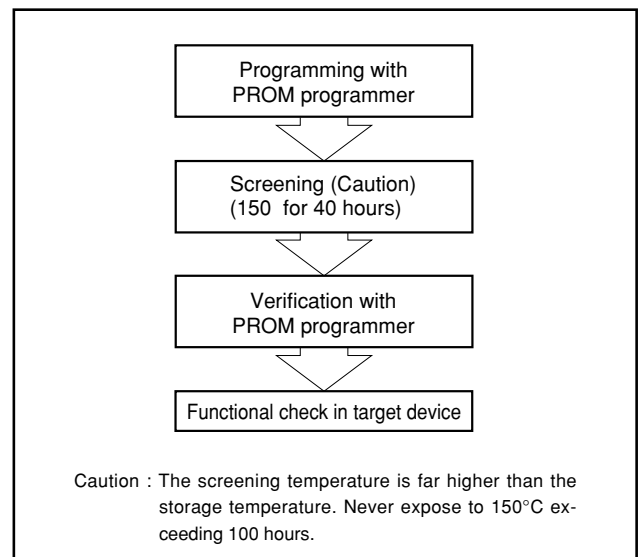 Programming with
PROM programmer
Screening (Caution)
(150  for 40 hours)
Verification with
PROM programmer
Functional check in target device
Caution : The screening temperature is far higher than the
storage temperature. Never expose to 150°C ex-
ceeding 100 hours.